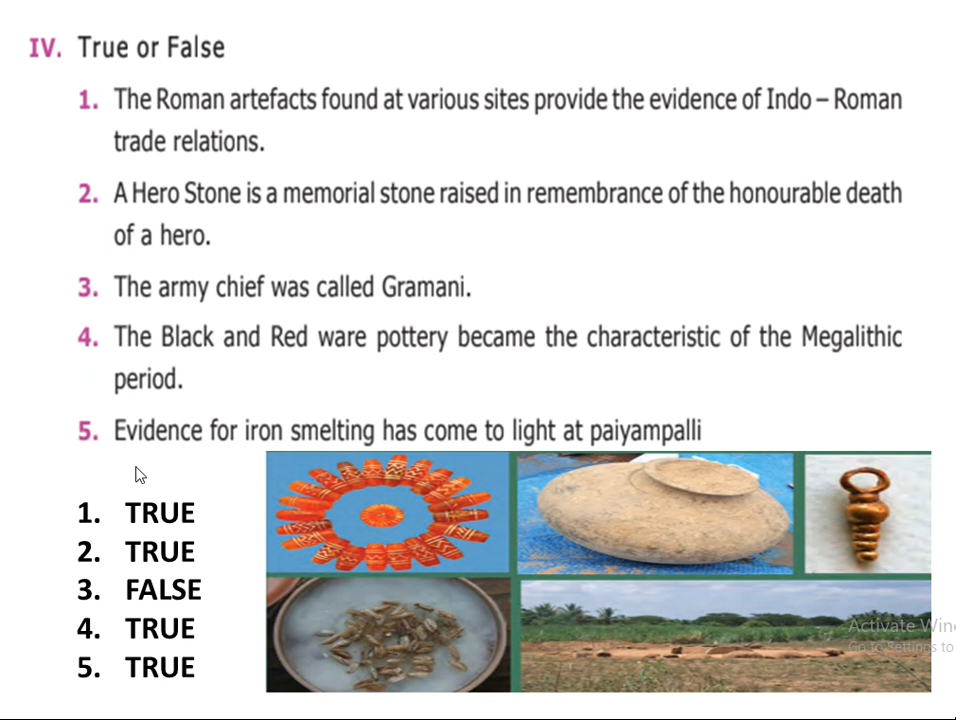 IV. True or False
1. The Roman artefacts found at various sites provide the evidence of Indo – Roman
trade relations.
2. A Hero Stone is a memorial stone raised in remembrance of the honourable death
of a hero.
3. The army chief was called Gramani.
4. The Black and Red ware pottery became the characteristic of the Megalithic
period.
5. Evidence for iron smelting has come to light at paiyampalli
1. TRUE
2. TRUE
3. FALSE
4. TRUE
5. TRUE
Activate Win
Go to Settings to